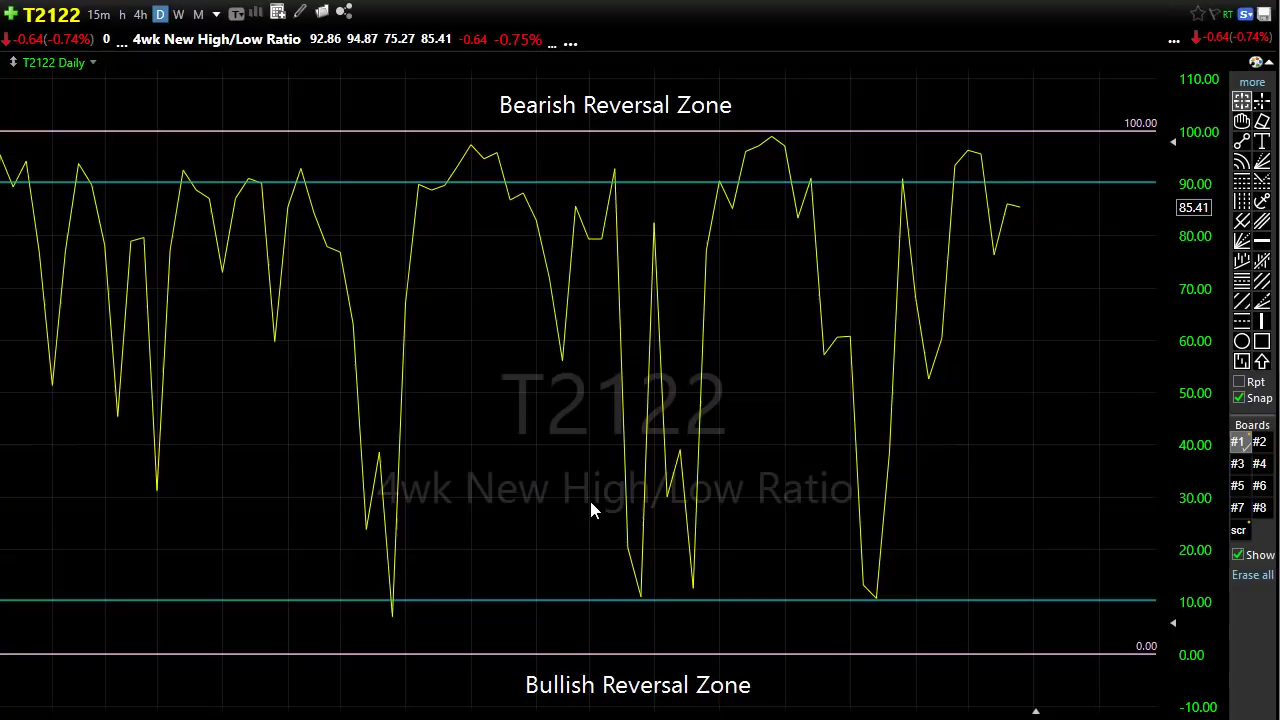 T2122 15m h 4h D W M
RT
-0.64(-0.74%) 0 ... 4wk New High/Low Ratio 92.86 94.87 75.27 85.41 -0.64 -0.75% ... ...
... -0.64(-0.74%)
T2122 Daily
more
110.00
Bearish Reversal Zone
100.00
100.00
90.00
85.41
80.00
70.00
60.00
50.00
40.00
30.00
20.00
10.00
0.00
0.00
-10.00
T2122
4wk New High/Low Ratio
Bullish Reversal Zone
Rpt
Snap
Boards
#1 #2
#3 #4
#5 #6
#7 #8
scr
Show
Erase all